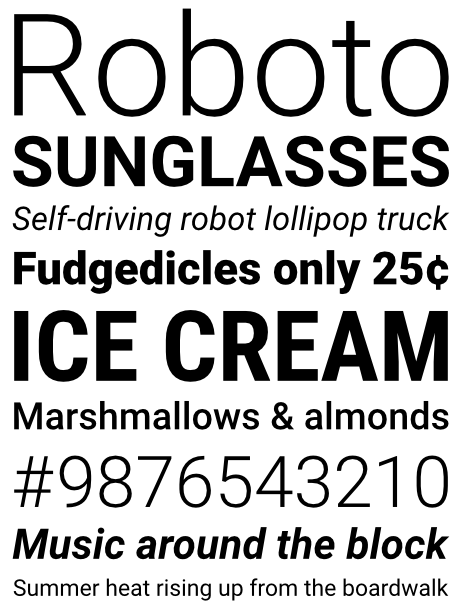 Roboto
SUNGLASSES
Self-driving robot lollipop truck
Fudgedicles only 25¢
ICE CREAM
Marshmallows & almonds
#9876543210
Music around the block
Summer heat rising up from the boardwalk